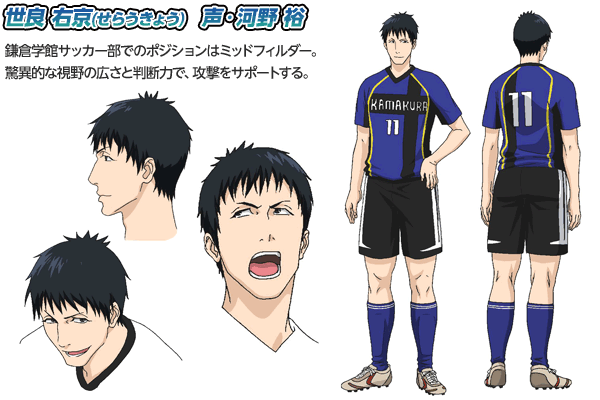 世良 右京(せらうきょう) 声・河野 裕
鎌倉学館サッカー部でのポジションはミッドフィルダー。
驚異的な視野の広さと判断力で、攻撃をサポートする。
KAMAKURA
11
11